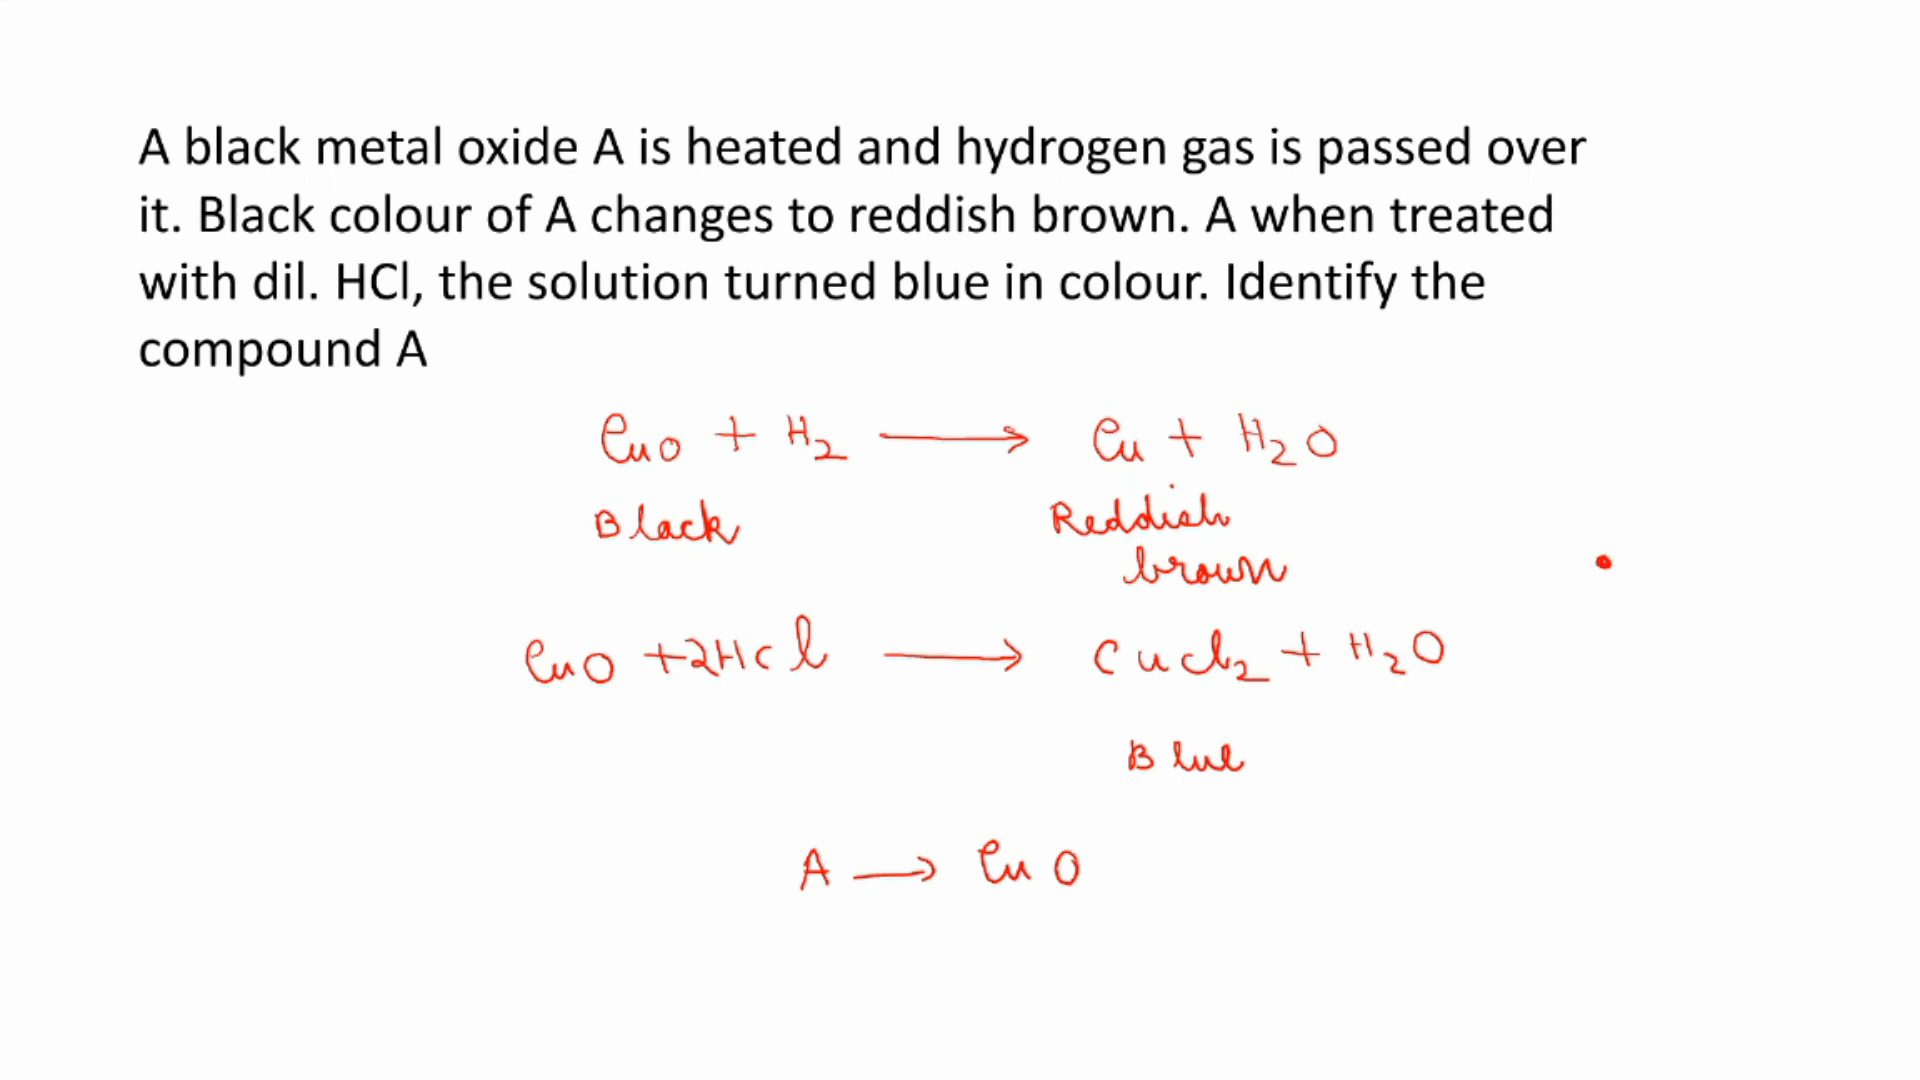 A black metal oxide A is heated and hydrogen gas is passed over
it. Black colour of A changes to reddish brown. A when treated
with dil. HCl, the solution turned blue in colour. Identify the
compound A
CuO + H₂ ⟶ Cu + H₂O
Black Reddish
brown
CuO + 2HCl ⟶ CuCl₂ + H₂O
Blue
A ⟶ CuO